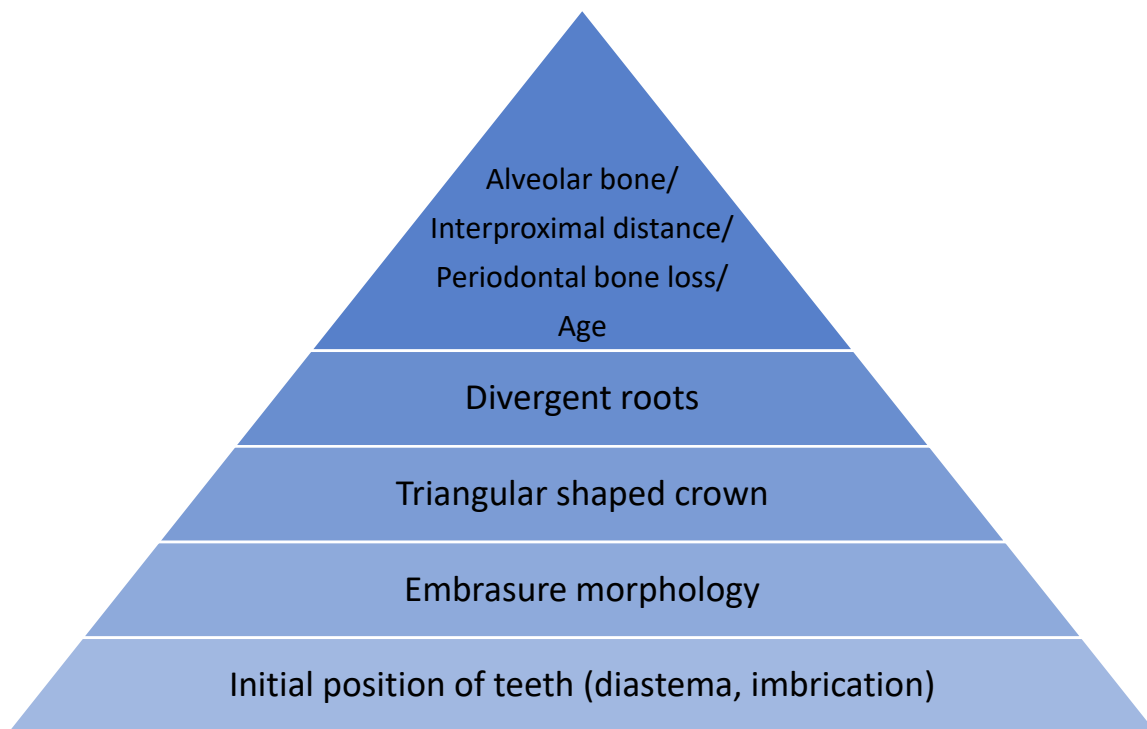 Alveolar bone/
Interproximal distance/
Periodontal bone loss/
Age
Divergent roots
Triangular shaped crown
Embrasure morphology
Initial position of teeth (diastema, imbrication)